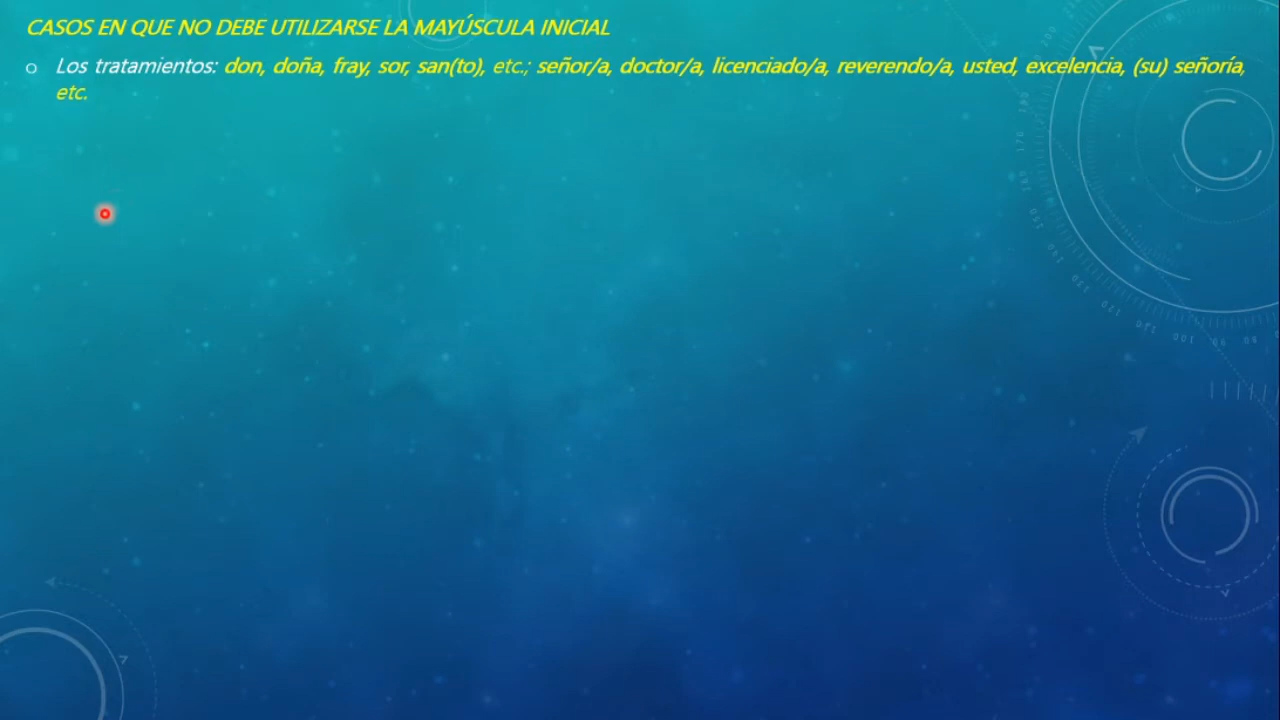 CASOS EN QUE NO DEBE UTILIZARSE LA MAYÚSCULA INICIAL
o Los tratamientos: don, doña, fray, sor, san(to), etc.; señor/a, doctor/a, licenciado/a, reverendo/a, usted, excelencia, (su) señoría,
etc.